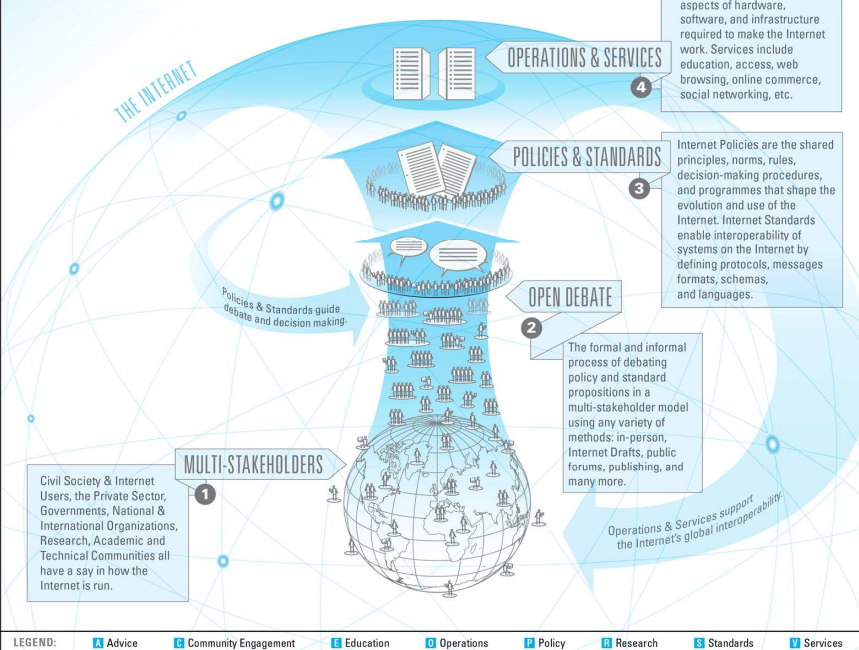 aspects of hardware,
software, and infrastructure
required to make the Internet
work. Services include
education, access, web
browsing, online commerce,
social networking, etc.
OPERATIONS & SERVICES
4
THE INTERNET
POLICIES & STANDARDS
3
Internet Policies are the shared
principles, norms, rules,
decision-making procedures,
and programmes that shape the
evolution and use of the
Internet. Internet Standards
enable interoperability of
systems on the Internet by
defining protocols, messages
formats, schemas,
and languages.
Policies & Standards guide
debate and decision making.
OPEN DEBATE
2
The formal and informal
process of debating
policy and standard
propositions in a
multi-stakeholder model
using any variety of
methods: in-person,
Internet Drafts, public
forums, publishing, and
many more.
MULTI-STAKEHOLDERS
1
Civil Society & Internet
Users, the Private Sector,
Governments, National &
International Organizations,
Research, Academic and
Technical Communities all
have a say in how the
Internet is run.
Operations & Services support
the Internet's global interoperability.
LEGEND: A Advice C Community Engagement E Education O Operations P Policy R Research S Standards V Services